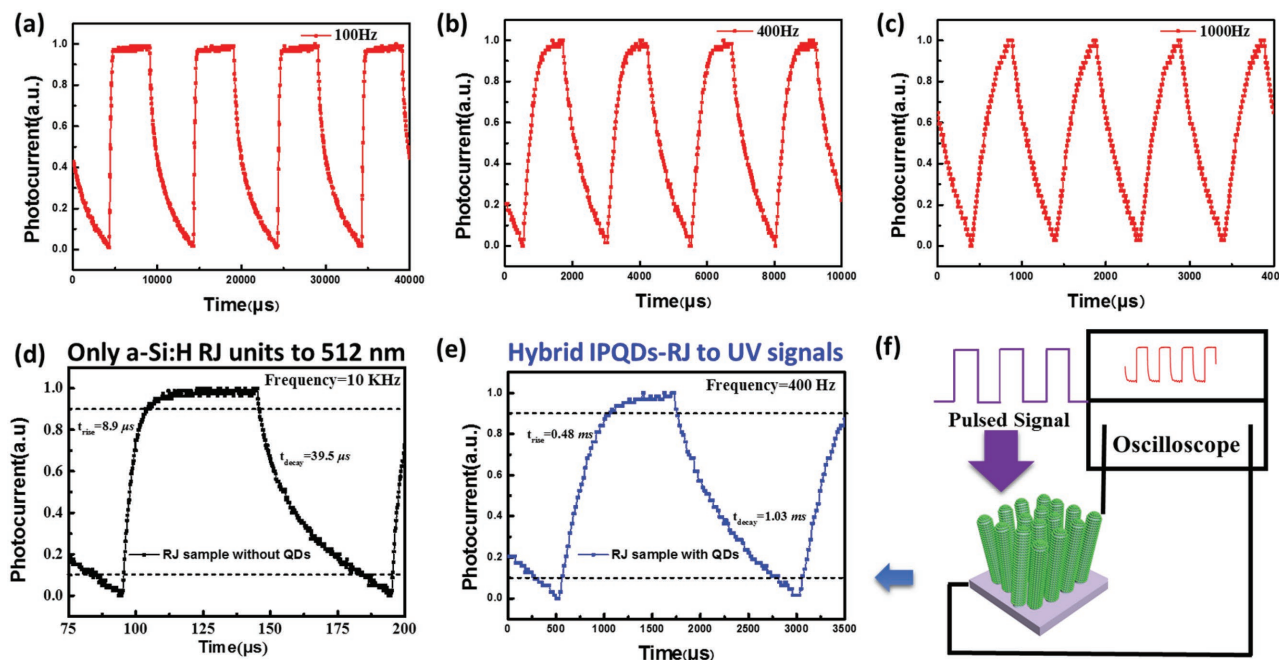 (a)
100Hz
Photocurrent(a.u.)
1.0
0.8
0.6
0.4
0.2
0.0
0 10000 20000 30000 40000
Time(μs)
(b)
400Hz
Photocurrent(a.u.)
1.0
0.8
0.6
0.4
0.2
0.0
0 2000 4000 6000 8000 10000
Time(μs)
(c)
1000Hz
Photocurrent(a.u.)
1.0
0.8
0.6
0.4
0.2
0.0
0 1000 2000 3000 400
Time(μs)
(d) Only a-Si:H RJ units to 512 nm
Frequency=10 KHz
Photocurrent(a.u)
1.0
0.8
0.6
0.4
0.2
0.0
trise=8.9 μs
tdecay=39.5 μs
RJ sample without QDs
75 100 125 150 175 200
Time(μs)
(e) Hybrid IPQDs-RJ to UV signals
Frequency=400 Hz
Photocurrent(a.u.)
1.0
0.8
0.6
0.4
0.2
0.0
trise=0.48 ms
tdecay=1.03 ms
RJ sample with QDs
0 500 1000 1500 2000 2500 3000 3500
Time(μs)
(f)
Pulsed Signal
Oscilloscope